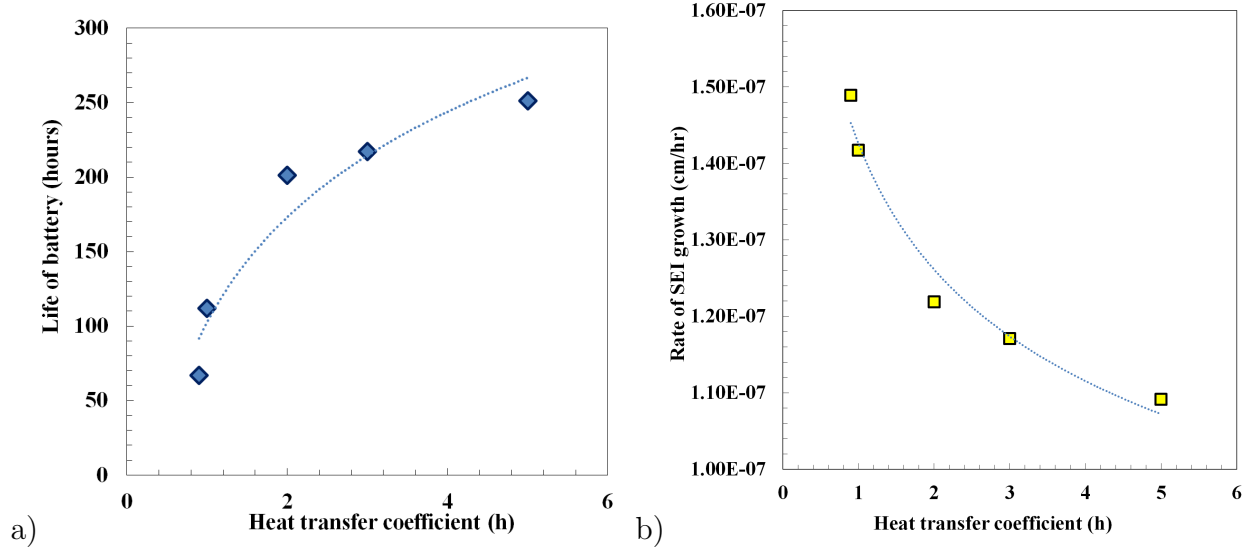 a)
Life of battery (hours)
300
250
200
150
100
50
0
0 2 4 6
Heat transfer coefficient (h)
b)
Rate of SEI growth (cm/hr)
1.60E-07
1.50E-07
1.40E-07
1.30E-07
1.20E-07
1.10E-07
1.00E-07
0 1 2 3 4 5 6
Heat transfer coefficient (h)